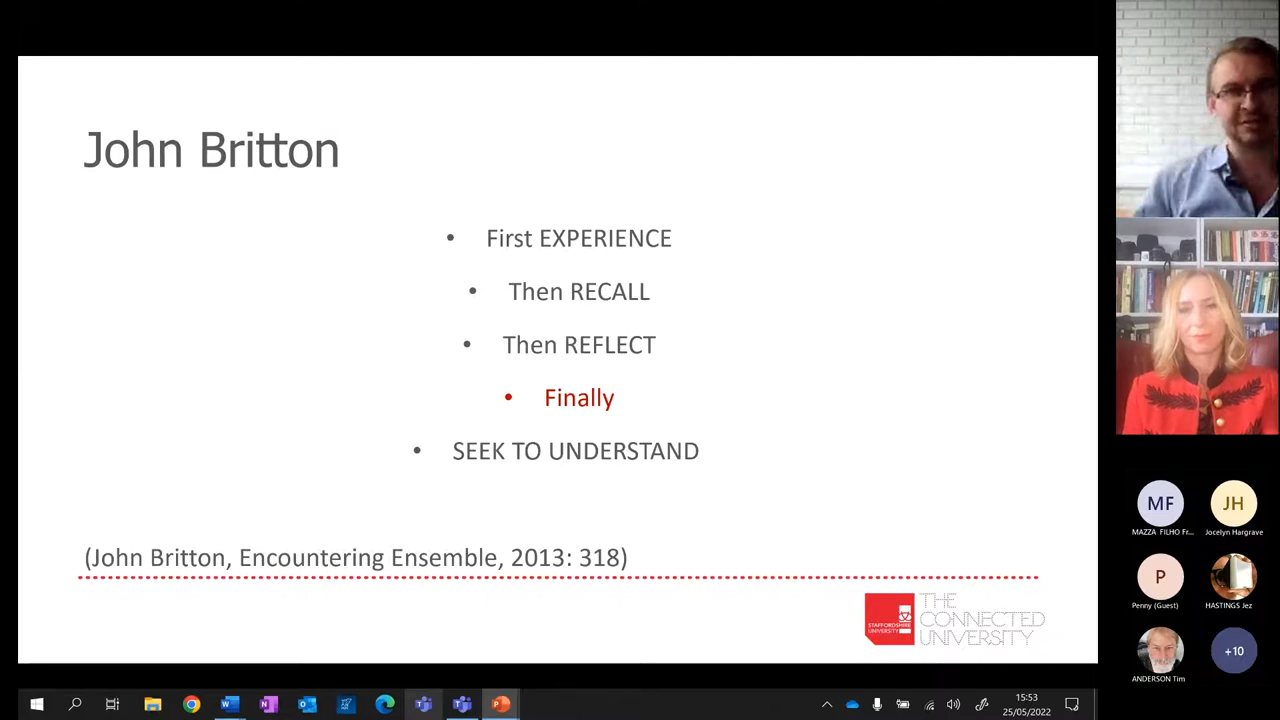 John Britton
• First EXPERIENCE
• Then RECALL
• Then REFLECT
• Finally
• SEEK TO UNDERSTAND
(John Britton, Encountering Ensemble, 2013: 318)
STAFFORDSHIRE
UNIVERSITY
THE
CONNECTED
UNIVERSITY
MF
MAZZA FILHO Fr...
JH
Jocelyn Hargrave
P
Penny (Guest)
HASTINGS Jez
ANDERSON Tim
+10
15:53
25/05/2022